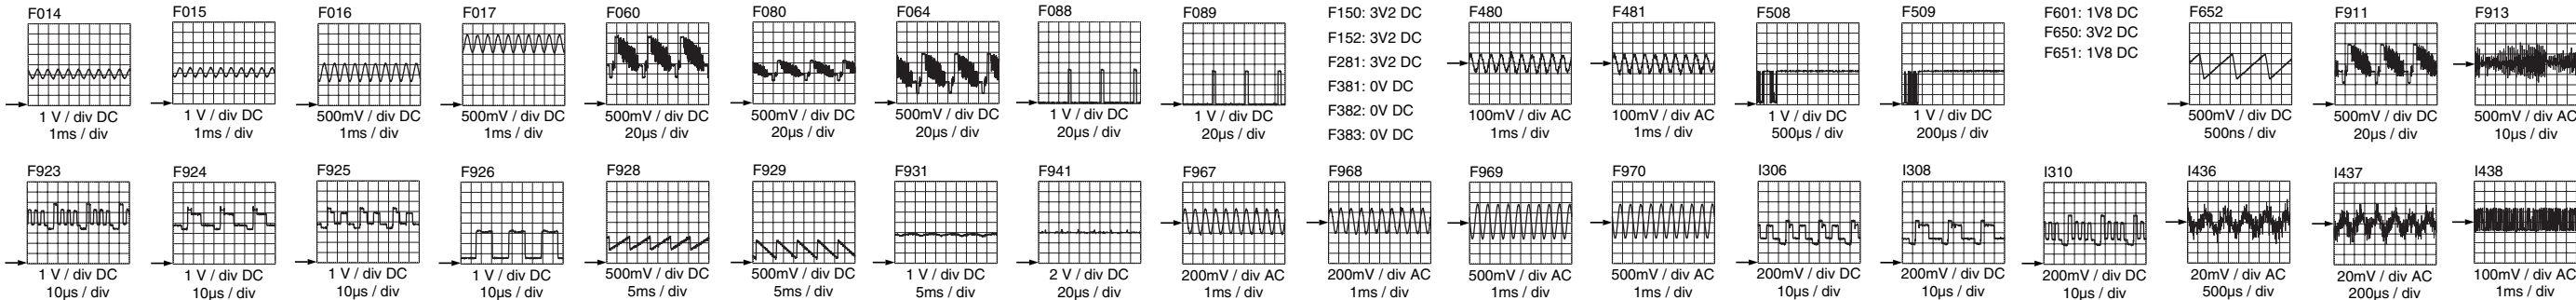 F014
1 V / div DC
1ms / div
F015
1 V / div DC
1ms / div
F016
500mV / div DC
1ms / div
F017
500mV / div DC
1ms / div
F060
500mV / div DC
20µs / div
F080
500mV / div DC
20µs / div
F064
500mV / div DC
20µs / div
F088
1 V / div DC
20µs / div
F089
1 V / div DC
20µs / div
F150: 3V2 DC
F152: 3V2 DC
F281: 3V2 DC
F381: 0V DC
F382: 0V DC
F383: 0V DC
F480
100mV / div AC
1ms / div
F481
100mV / div AC
1ms / div
F508
1 V / div DC
500µs / div
F509
1 V / div DC
200µs / div
F601: 1V8 DC
F650: 3V2 DC
F651: 1V8 DC
F652
500mV / div DC
500ns / div
F911
500mV / div DC
20µs / div
F913
500mV / div AC
10µs / div
F923
1 V / div DC
10µs / div
F924
1 V / div DC
10µs / div
F925
1 V / div DC
10µs / div
F926
1 V / div DC
10µs / div
F928
500mV / div DC
5ms / div
F929
500mV / div DC
5ms / div
F931
1 V / div DC
5ms / div
F941
2 V / div DC
20µs / div
F967
200mV / div AC
1ms / div
F968
200mV / div AC
1ms / div
F969
500mV / div AC
1ms / div
F970
500mV / div AC
1ms / div
I306
200mV / div DC
10µs / div
I308
200mV / div DC
10µs / div
I310
200mV / div DC
10µs / div
I436
20mV / div AC
500µs / div
I437
20mV / div AC
200µs / div
I438
100mV / div AC
1ms / div